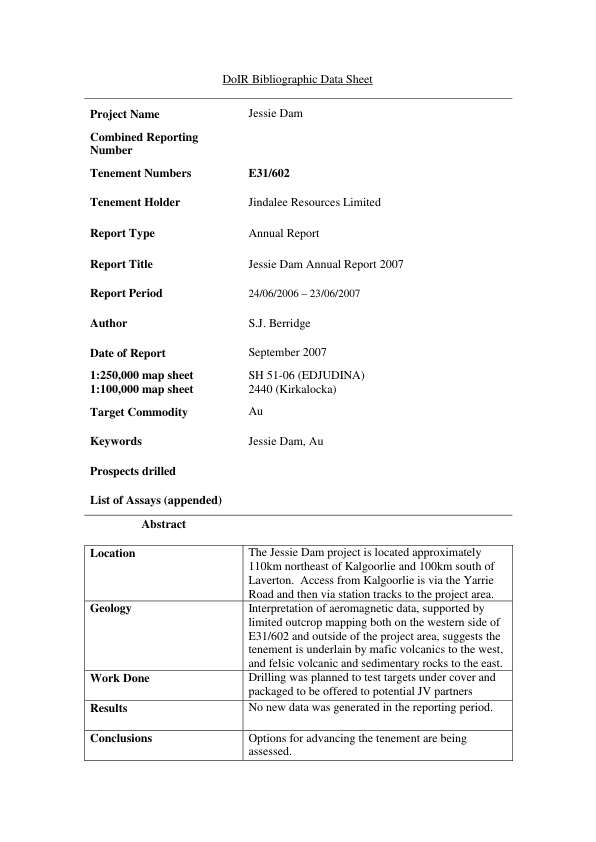 DoIR Bibliographic Data Sheet
Project Name Jessie Dam
Combined Reporting
Number
Tenement Numbers E31/602
Tenement Holder Jindalee Resources Limited
Report Type Annual Report
Report Title Jessie Dam Annual Report 2007
Report Period 24/06/2006 – 23/06/2007
Author S.J. Berridge
Date of Report September 2007
1:250,000 map sheet SH 51-06 (EDJUDINA)
1:100,000 map sheet 2440 (Kirkalocka)
Target Commodity Au
Keywords Jessie Dam, Au
Prospects drilled
List of Assays (appended)
Abstract
Location The Jessie Dam project is located approximately
110km northeast of Kalgoorlie and 100km south of
Laverton. Access from Kalgoorlie is via the Yarrie
Road and then via station tracks to the project area.
Geology Interpretation of aeromagnetic data, supported by
limited outcrop mapping both on the western side of
E31/602 and outside of the project area, suggests the
tenement is underlain by mafic volcanics to the west,
and felsic volcanic and sedimentary rocks to the east.
Work Done Drilling was planned to test targets under cover and
packaged to be offered to potential JV partners
Results No new data was generated in the reporting period.
Conclusions Options for advancing the tenement are being
assessed.